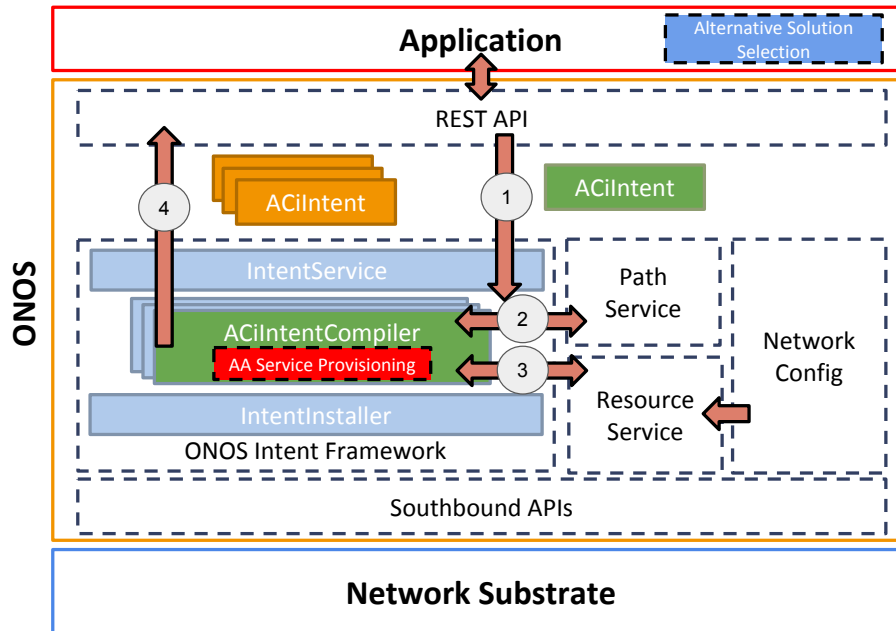 Application
Alternative Solution
Selection
REST API
ONOS
4
ACiIntent
1
ACiIntent
IntentService
Path
Service
2
ACiIntentCompiler
AA Service Provisioning
3
Network
Config
Resource
Service
IntentInstaller
ONOS Intent Framework
Southbound APIs
Network Substrate